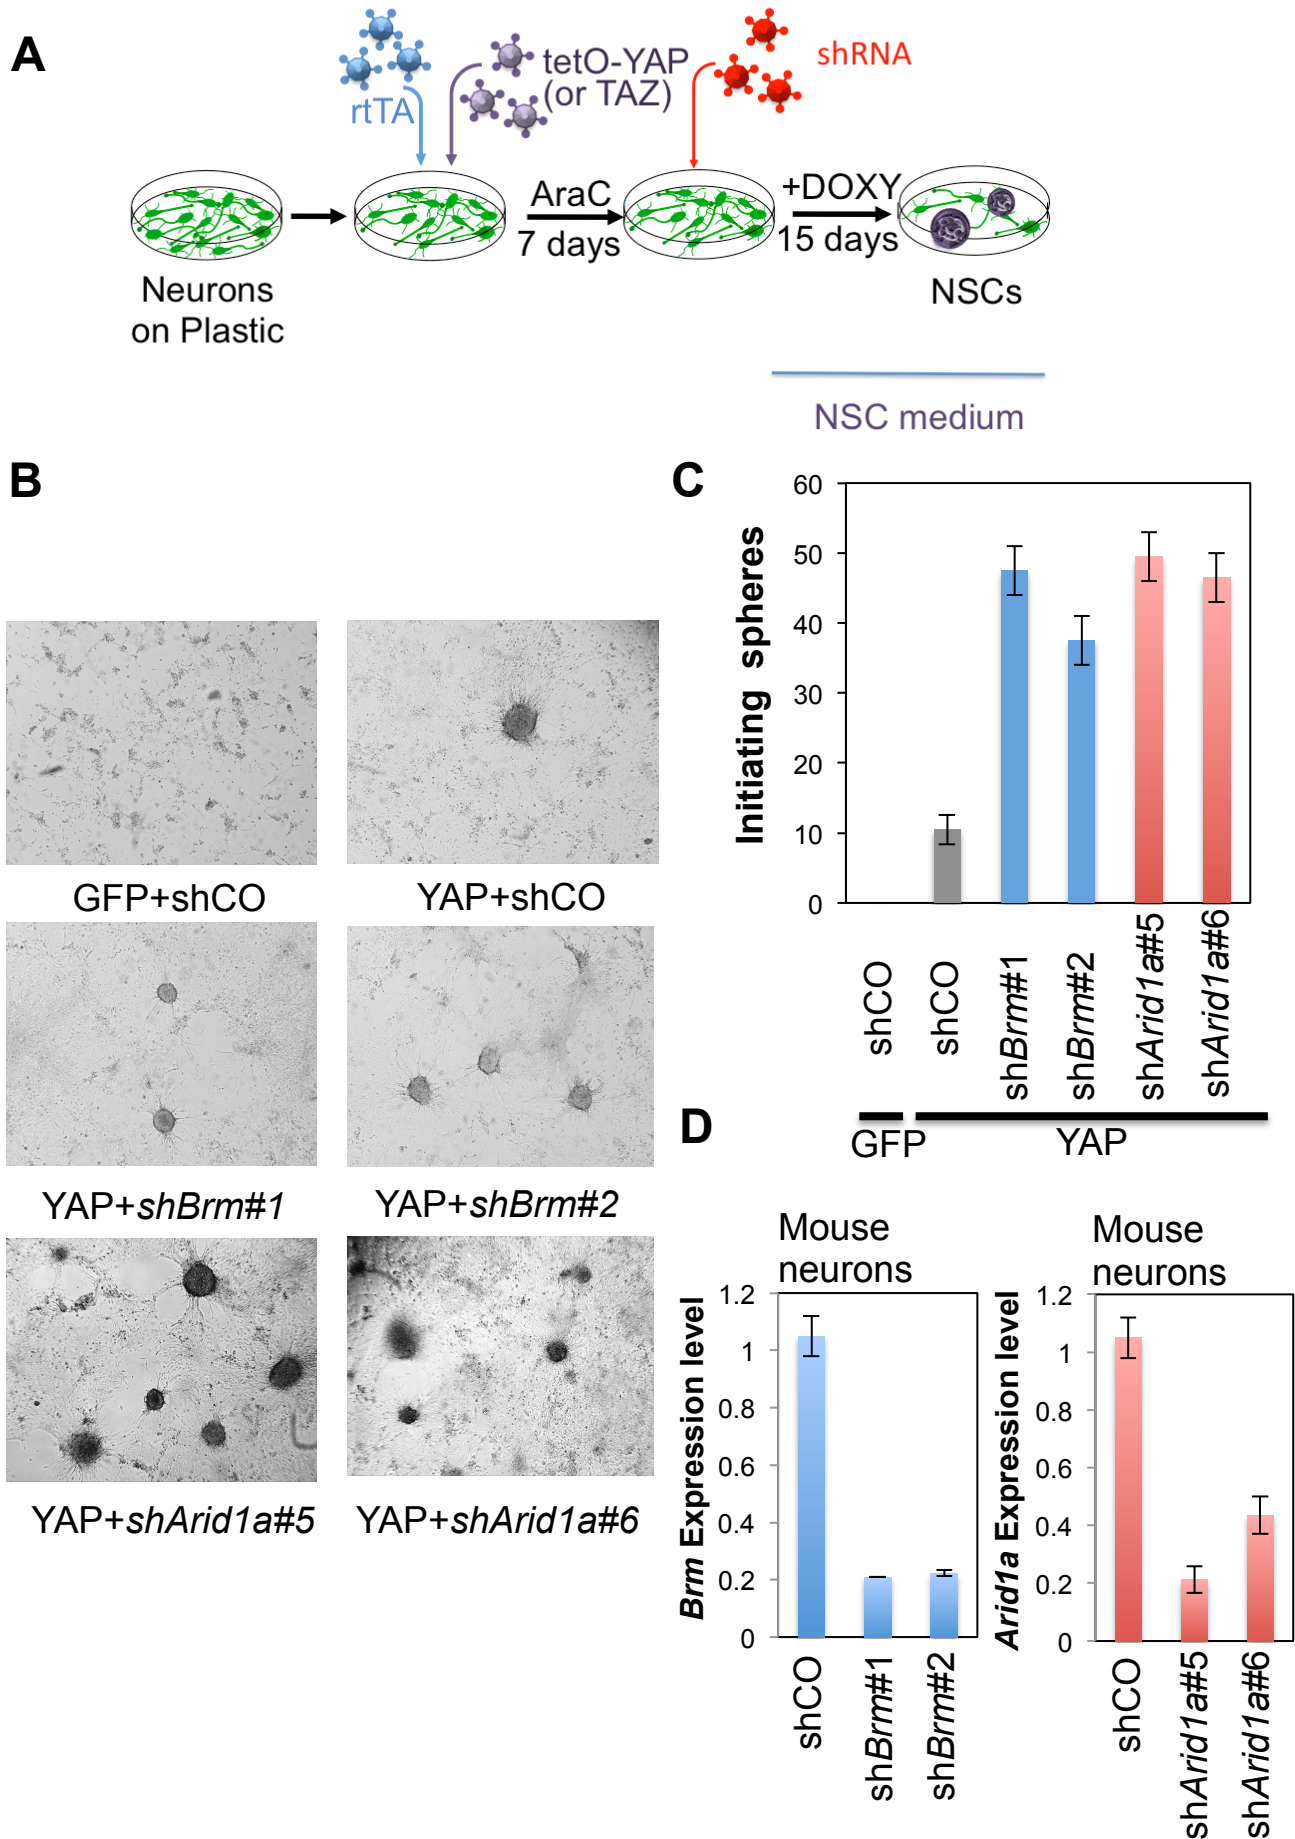 A
rtTA
tetO-YAP
(or TAZ)
shRNA
AraC
7 days
+DOXY
15 days
Neurons
on Plastic
NSCs
NSC medium
B
GFP+shCO
YAP+shCO
YAP+shBrm#1
YAP+shBrm#2
YAP+shArid1a#5
YAP+shArid1a#6
C
Initiating spheres
60
50
40
30
20
10
0
shCO
shCO
shBrm#1
shBrm#2
shArid1a#5
shArid1a#6
GFP
YAP
D
Mouse
neurons
Brm Expression level
1.2
1
0.8
0.6
0.4
0.2
0
shCO
shBrm#1
shBrm#2
Mouse
neurons
Arid1a Expression level
1.2
1
0.8
0.6
0.4
0.2
0
shCO
shArid1a#5
shArid1a#6